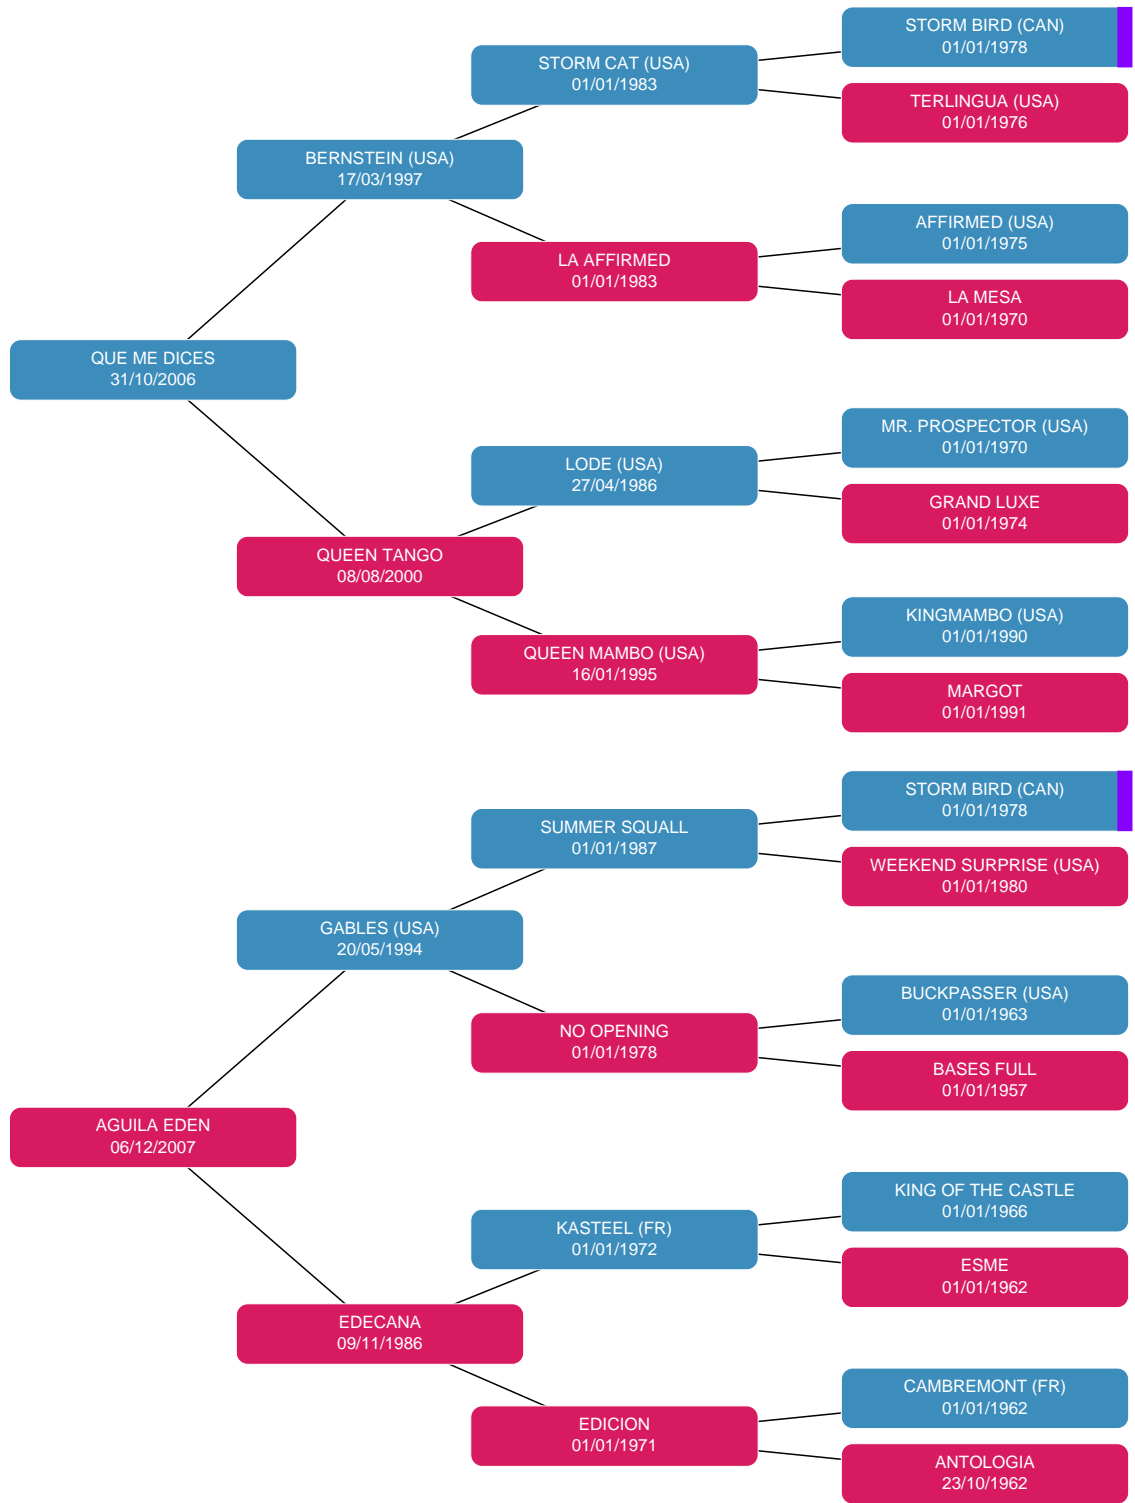 STORM BIRD (CAN)
01/01/1978
STORM CAT (USA)
01/01/1983
TERLINGUA (USA)
01/01/1976
BERNSTEIN (USA)
17/03/1997
AFFIRMED (USA)
01/01/1975
LA AFFIRMED
01/01/1983
LA MESA
01/01/1970
QUE ME DICES
31/10/2006
MR. PROSPECTOR (USA)
01/01/1970
LODE (USA)
27/04/1986
GRAND LUXE
01/01/1974
QUEEN TANGO
08/08/2000
KINGMAMBO (USA)
01/01/1990
QUEEN MAMBO (USA)
16/01/1995
MARGOT
01/01/1991
STORM BIRD (CAN)
01/01/1978
SUMMER SQUALL
01/01/1987
WEEKEND SURPRISE (USA)
01/01/1980
GABLES (USA)
20/05/1994
BUCKPASSER (USA)
01/01/1963
NO OPENING
01/01/1978
BASES FULL
01/01/1957
AGUILA EDEN
06/12/2007
KING OF THE CASTLE
01/01/1966
KASTEEL (FR)
01/01/1972
ESME
01/01/1962
EDECANA
09/11/1986
CAMBREMONT (FR)
01/01/1962
EDICION
01/01/1971
ANTOLOGIA
23/10/1962